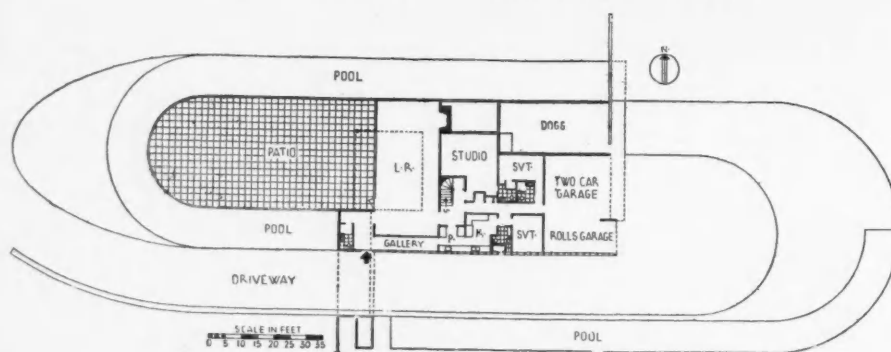 N.
POOL
DOGS
PATIO
L.R.
STUDIO
SVT.
TWO CAR
GARAGE
POOL
GALLERY
P.
K.
SVT.
ROLLS GARAGE
DRIVEWAY
SCALE IN FEET
0 5 10 15 20 25 30 35
POOL